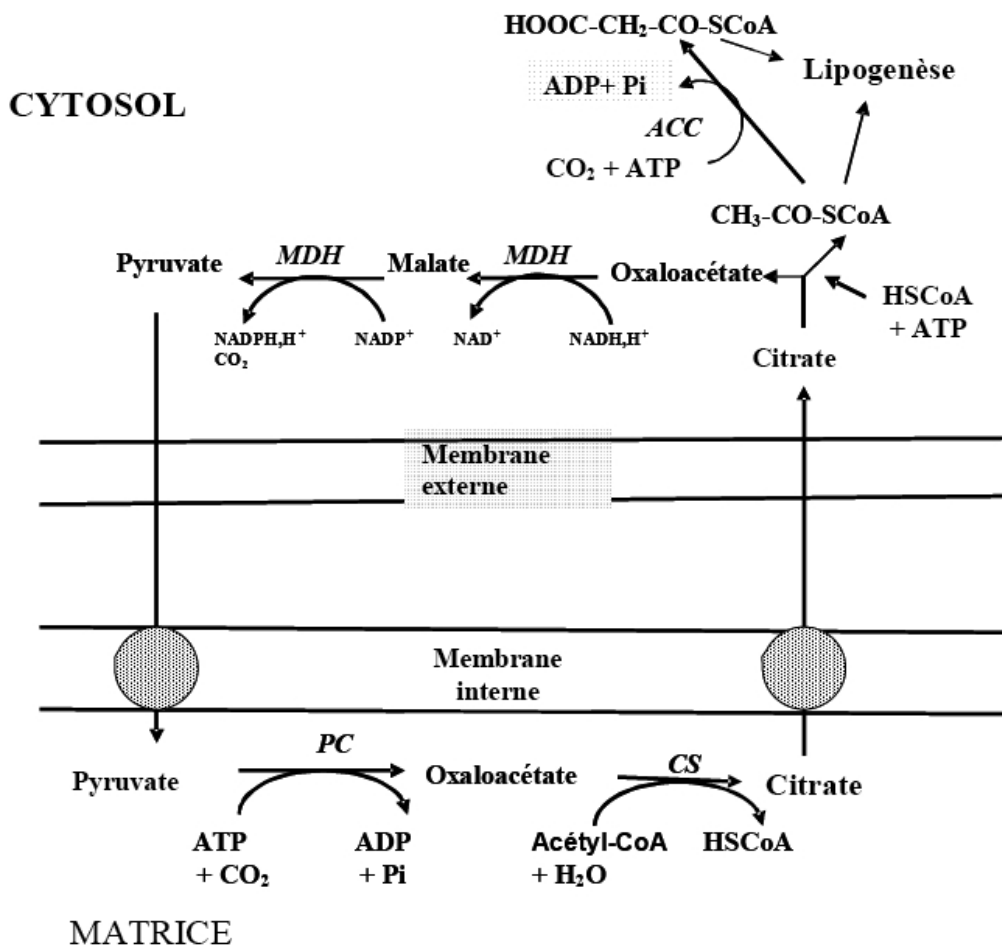 HOOC-CH₂-CO-SCoA
Lipogenèse
ADP+ Pi
CYTOSOL
ACC
CO₂ + ATP
CH₃-CO-SCoA
Pyruvate
MDH
Malate
MDH
Oxaloacétate
HSCoA
+ ATP
NADPH,H⁺
CO₂
NADP⁺
NAD⁺
NADH,H⁺
Citrate
Membrane
externe
Membrane
interne
Pyruvate
PC
Oxaloacétate
CS
Citrate
ATP
+ CO₂
ADP
+ Pi
Acétyl-CoA
+ H₂O
HSCoA
MATRICE